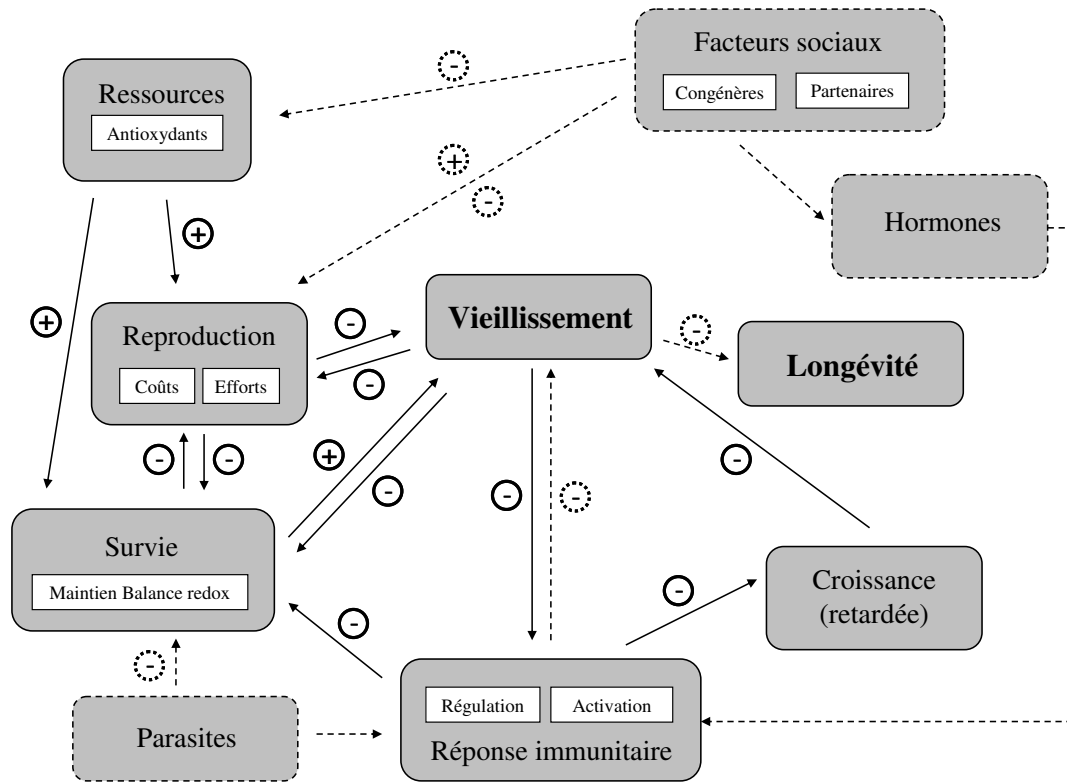 Facteurs sociaux
Congénères
Partenaires
-
Ressources
Antioxydants
+
-
Hormones
+
+
Reproduction
Coûts
Efforts
-
-
Vieillissement
-
Longévité
-
-
+
-
-
-
-
Survie
Maintien Balance redox
-
Croissance
(retardée)
-
-
Parasites
Régulation
Activation
Réponse immunitaire